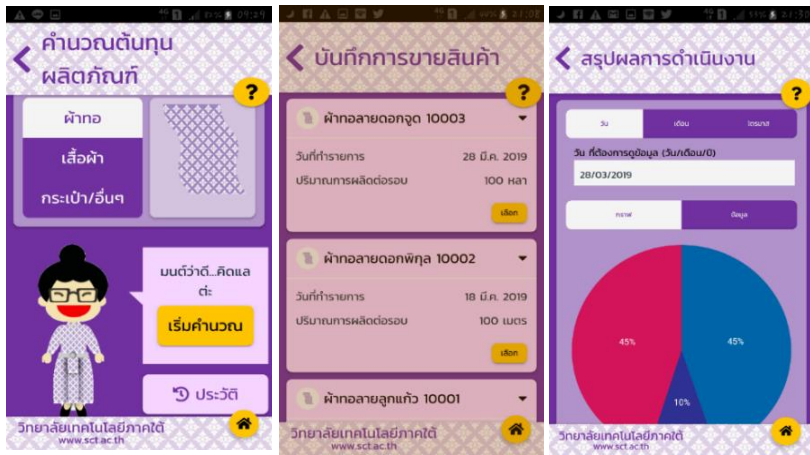 09:29
คำนวณต้นทุน
ผลิตภัณฑ์
?
ผ้าทอ
เสื้อผ้า
กระเป๋า/อื่นๆ
มนต์ว่าดี...คิดแล
ต่ะ
เริ่มคำนวณ
ประวัติ
วิทยาลัยเทคโนโลยีภาคใต้
www.sct.ac.th
บันทึกการขายสินค้า
?
ผ้าทอลายดอกจูด 10003
วันที่ทำรายการ 28 มี.ค. 2019
ปริมาณการผลิตต่อรอบ 100 หลา
เลือก
ผ้าทอลายดอกพิกุล 10002
วันที่ทำรายการ 18 มี.ค. 2019
ปริมาณการผลิตต่อรอบ 100 เมตร
เลือก
ผ้าทอลายลูกแก้ว 10001
วิทยาลัยเทคโนโลยีภาคใต้
www.sct.ac.th
สรุปผลการดำเนินงาน
?
วัน เดือน ไตรมาส
วัน ที่ต้องการดูข้อมูล (วัน/เดือน/ปี)
28/03/2019
กราฟ ข้อมูล
45% 45%
10%
วิทยาลัยเทคโนโลยีภาคใต้
www.sct.ac.th